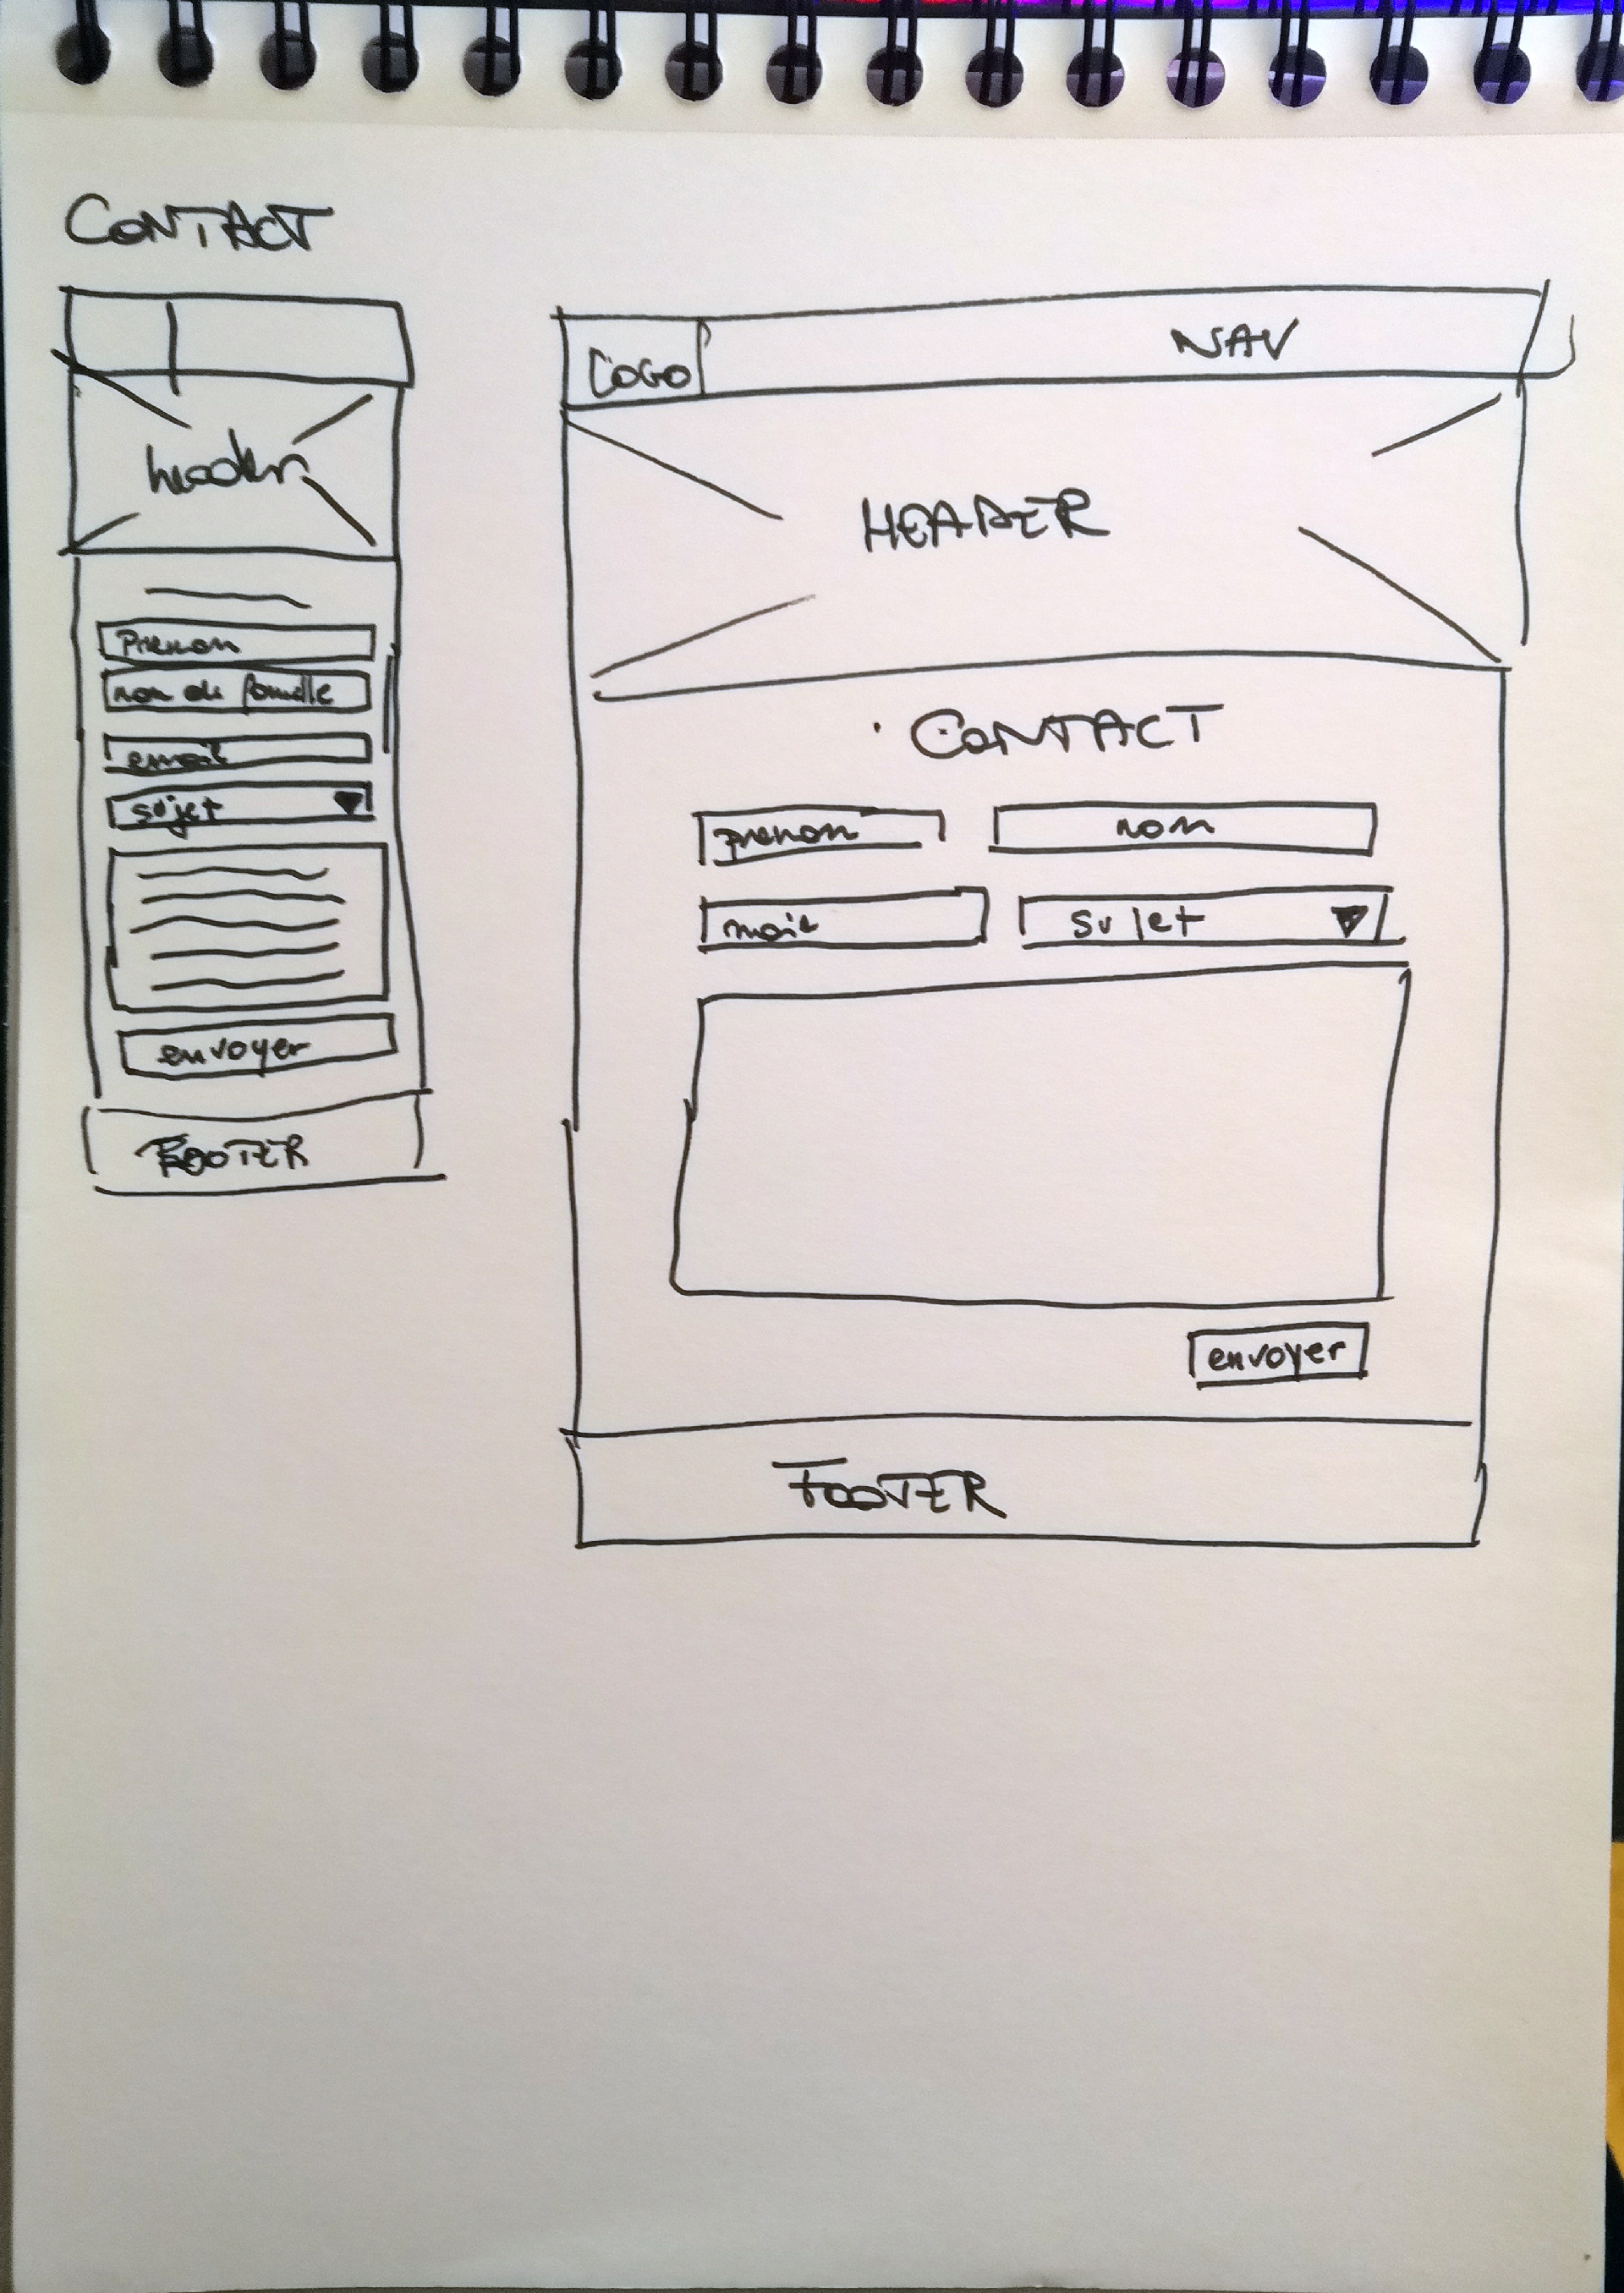 CONTACT
header
Prenom
nom de famille
email
sujet
envoyer
FOOTER
LOGO
NAV
HEADER
CONTACT
prenom
nom
mail
sujet
envoyer
FOOTER